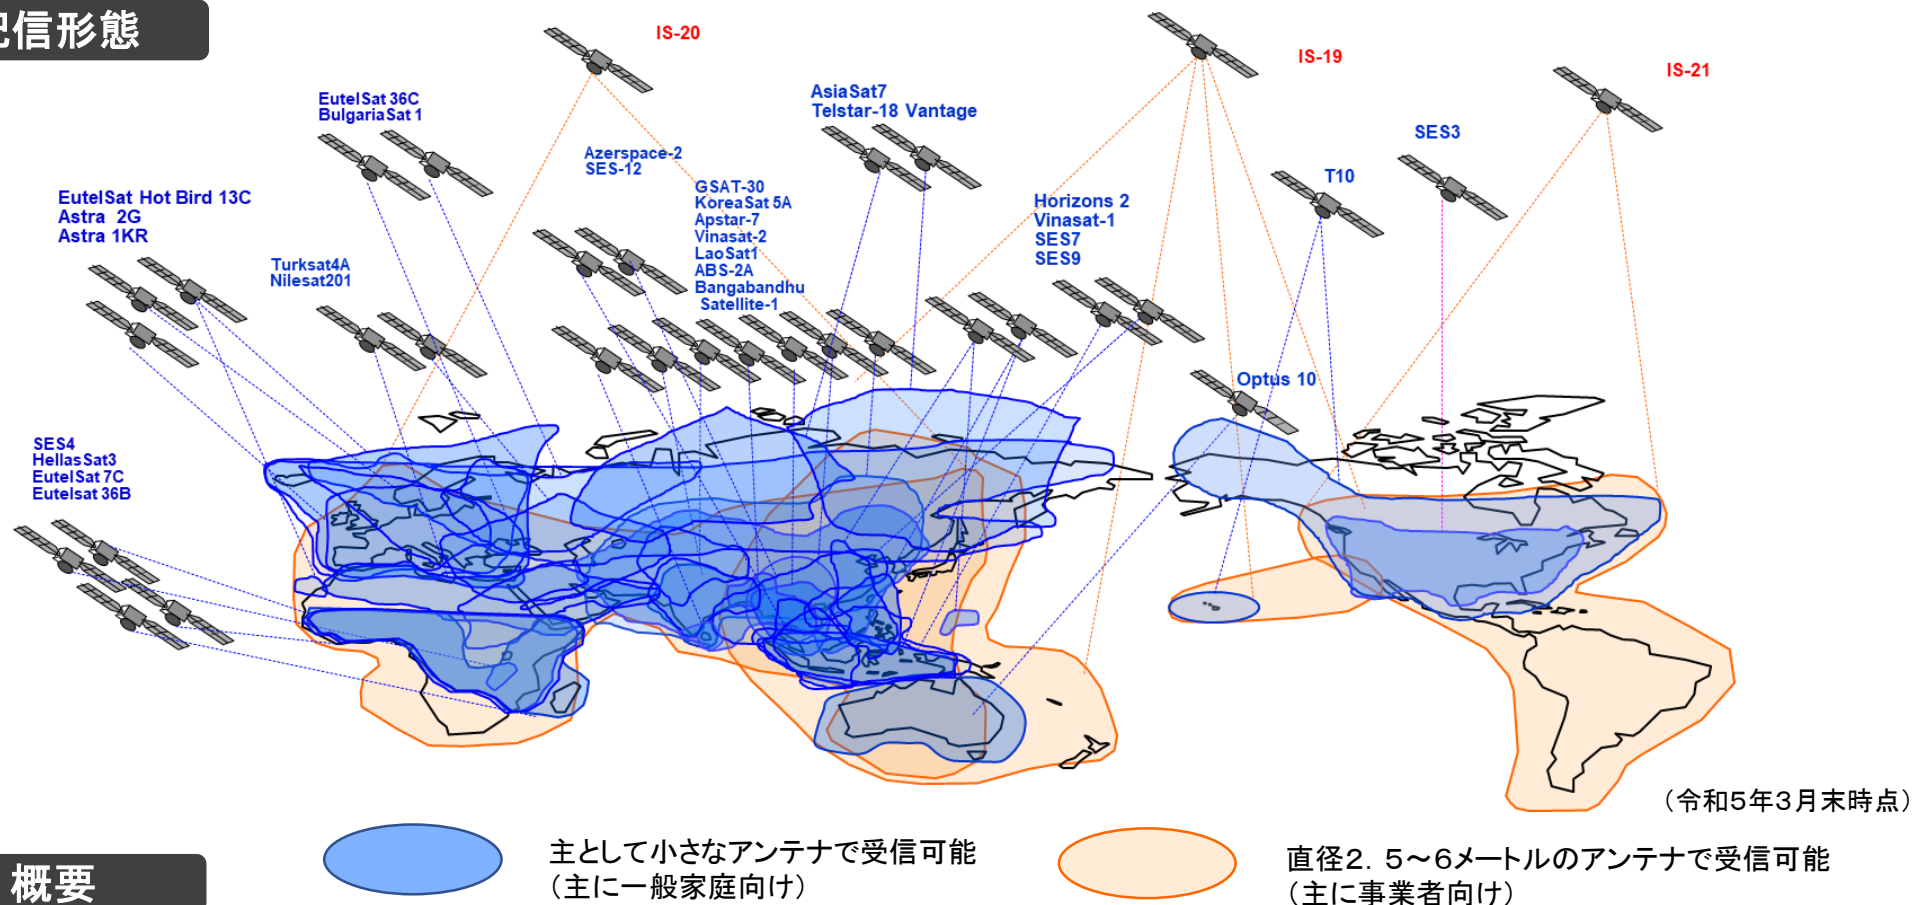 配信形態
IS-20
IS-19
IS-21
EutelSat 36C
BulgariaSat 1
AsiaSat7
Telstar-18 Vantage
SES3
Azerspace-2
SES-12
T10
EutelSat Hot Bird 13C
Astra 2G
Astra 1KR
GSAT-30
KoreaSat 5A
Apstar-7
Vinasat-2
LaoSat1
ABS-2A
Bangabandhu
Satellite-1
Horizons 2
Vinasat-1
SES7
SES9
Turksat4A
Nilesat201
Optus 10
SES4
HellasSat3
EutelSat 7C
Eutelsat 36B
(令和5年3月末時点)
主として小さなアンテナで受信可能
(主に一般家庭向け)
直径2.5～6メートルのアンテナで受信可能
(主に事業者向け)
概要